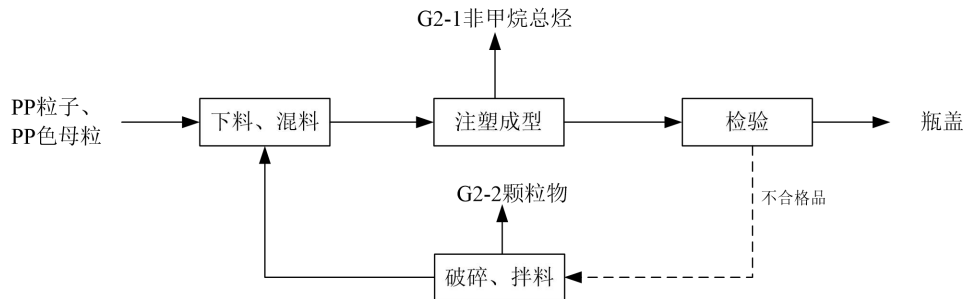 G2-1非甲烷总烃
PP粒子、
PP色母粒
下料、混料
注塑成型
检验
瓶盖
G2-2颗粒物
不合格品
破碎、拌料